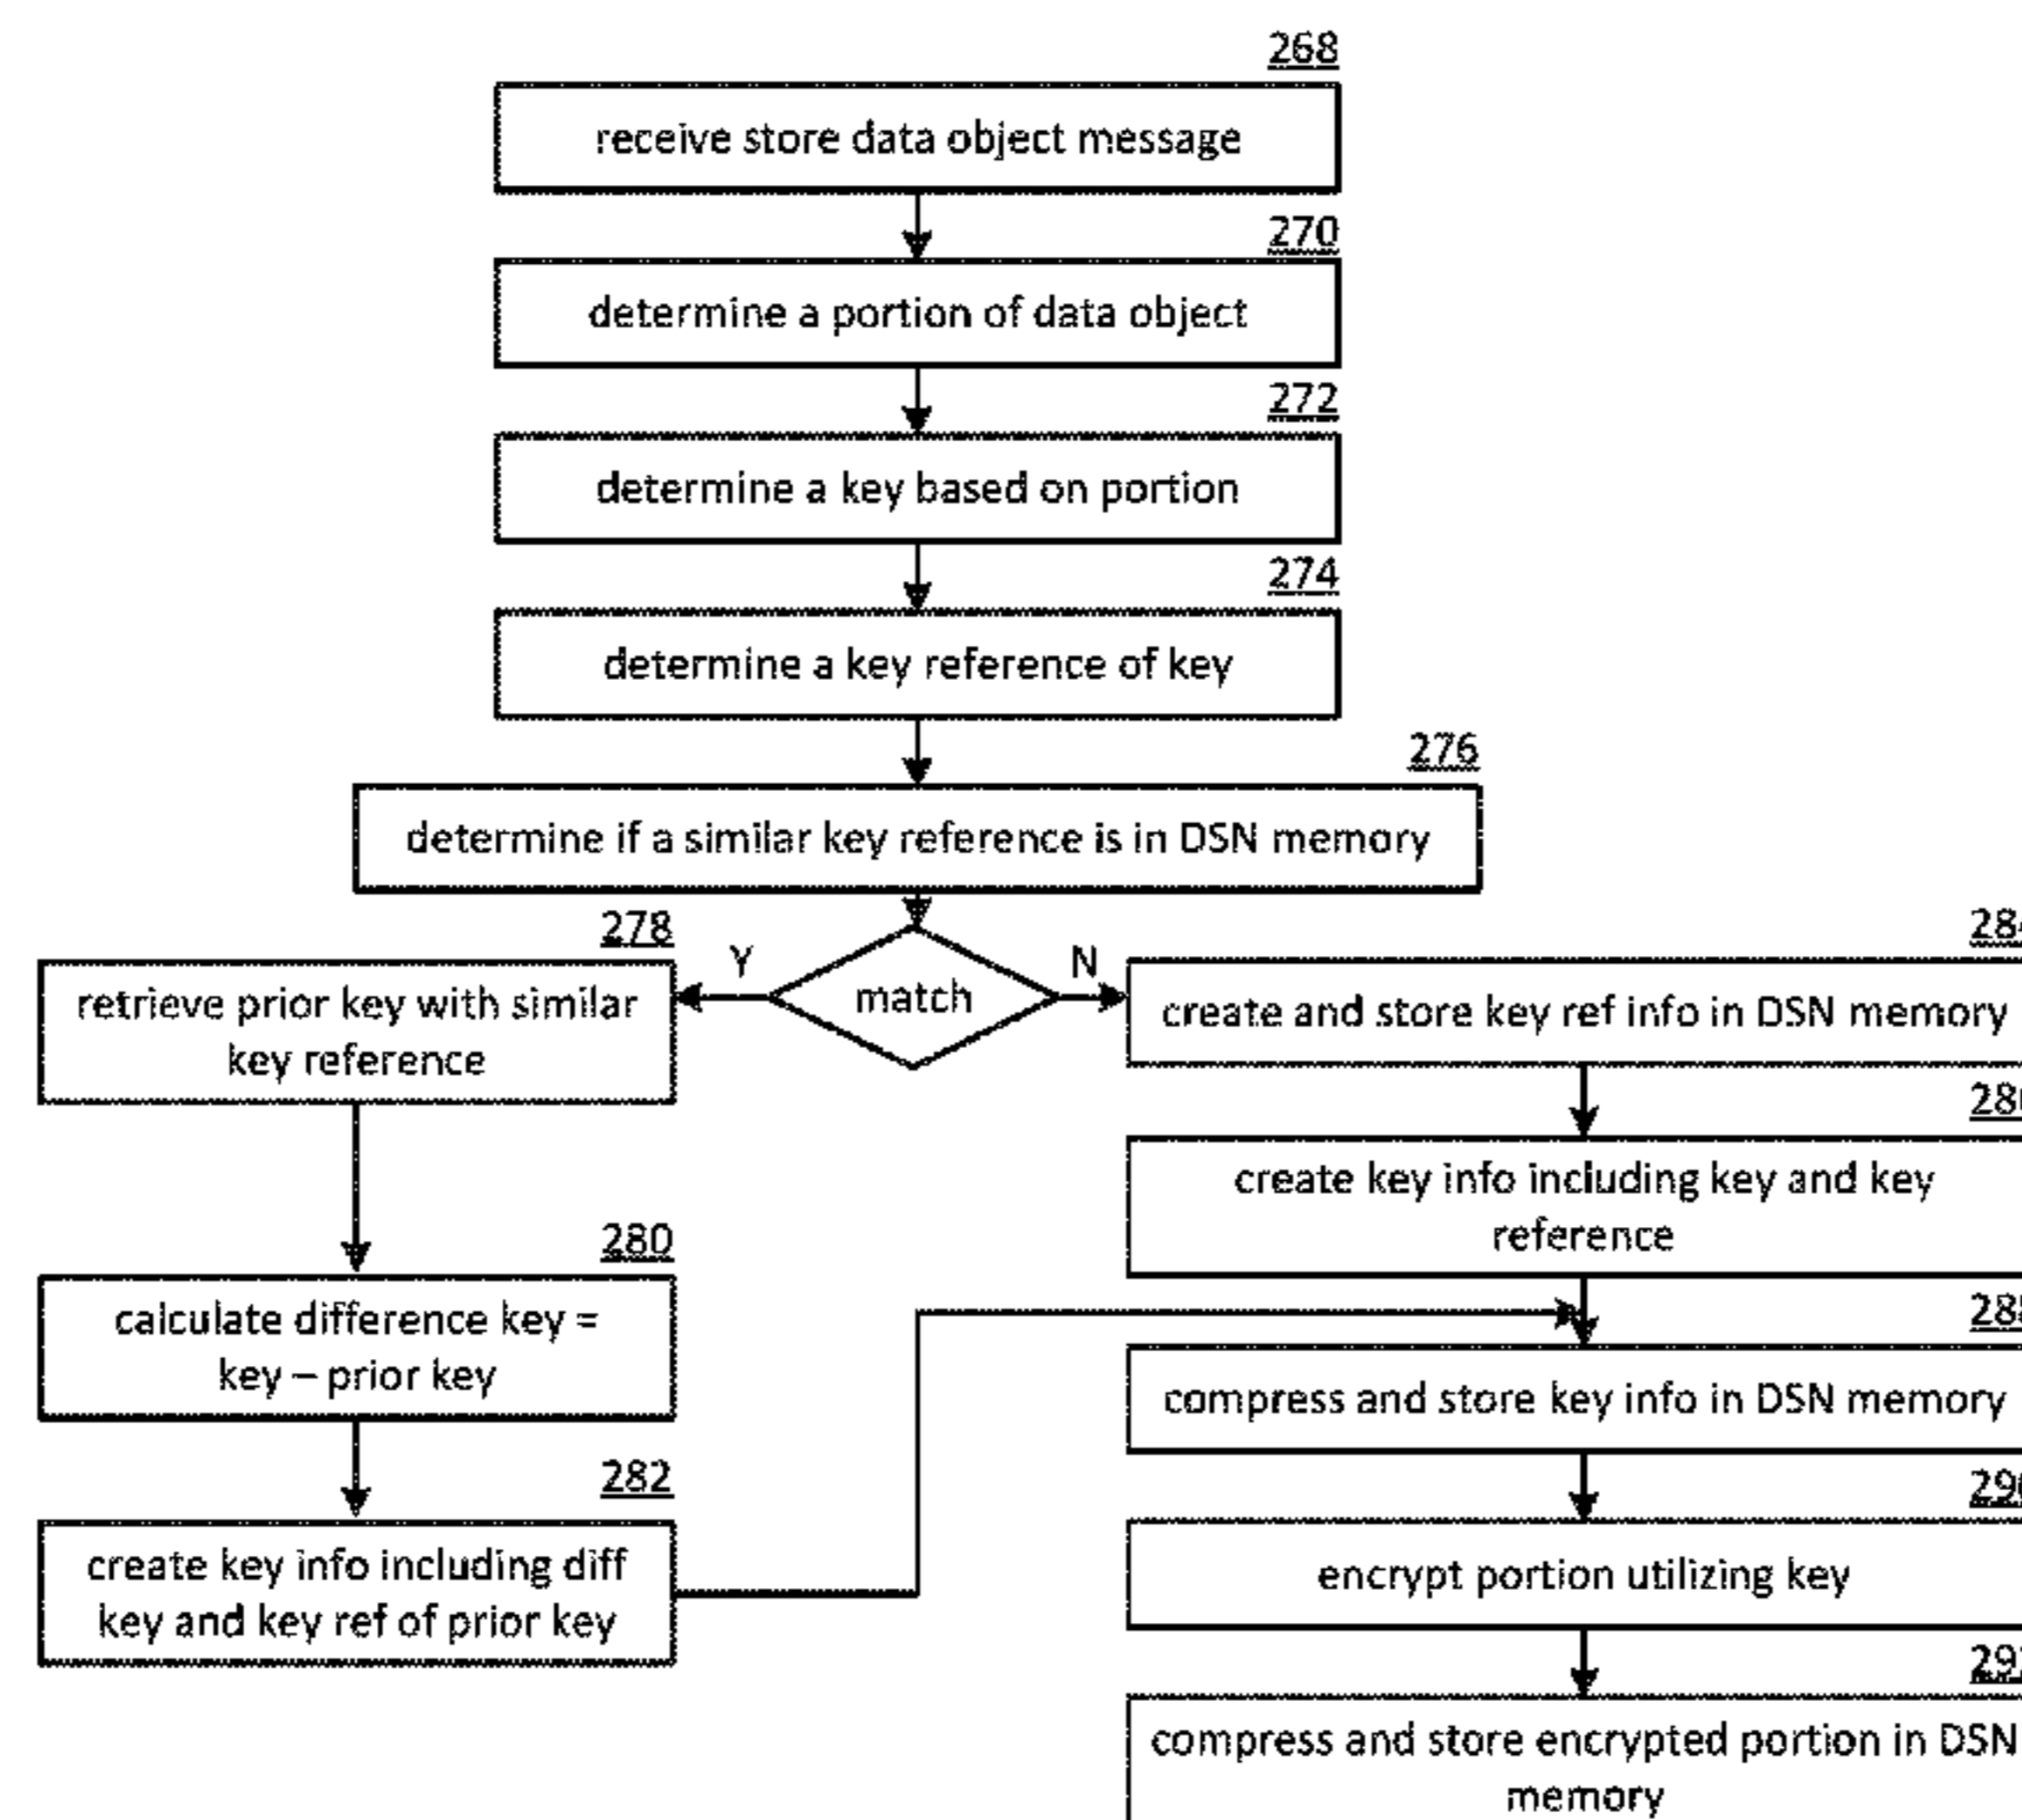 268
receive store data object message
270
determine a portion of data object
272
determine a key based on portion
274
determine a key reference of key
276
determine if a similar key reference is in DSN memory
match
Y
N
278
retrieve prior key with similar
key reference
280
calculate difference key =
key – prior key
282
create key info including diff
key and key ref of prior key
284
create and store key ref info in DSN memory
286
create key info including key and key
reference
288
compress and store key info in DSN memory
290
encrypt portion utilizing key
292
compress and store encrypted portion in DSN
memory